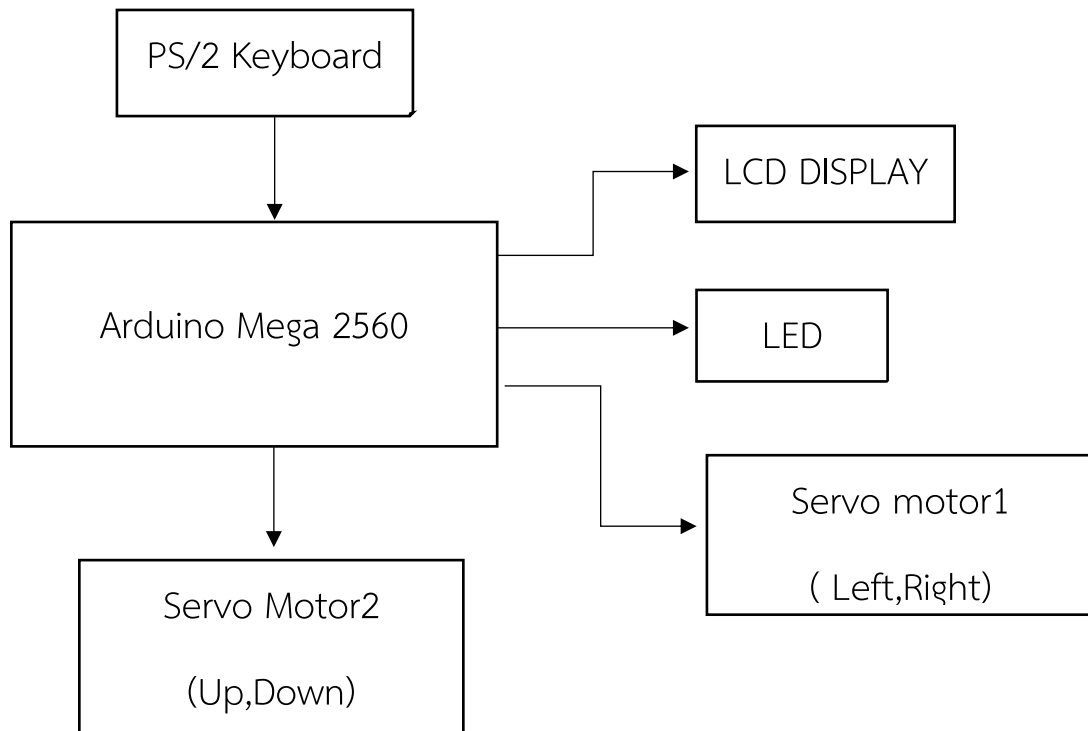 PS/2 Keyboard
LCD DISPLAY
Arduino Mega 2560
LED
Servo motor1
( Left,Right)
Servo Motor2
(Up,Down)